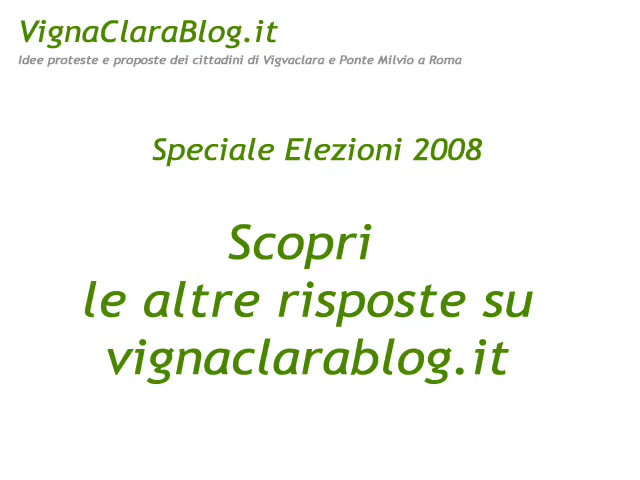 VignaClaraBlog.it
Idee proteste e proposte dei cittadini di Vigvaclara e Ponte Milvio a Roma
Speciale Elezioni 2008
Scopri
le altre risposte su
vignaclarablog.it